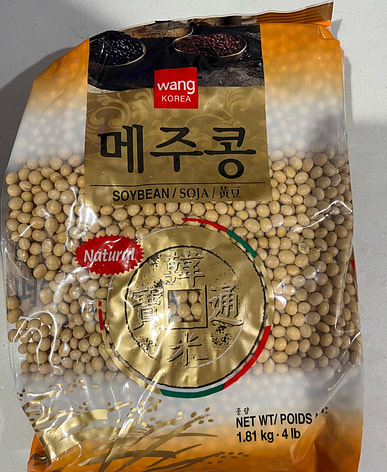 wang
KOREA
메주콩
SOYBEAN / SOJA / 黃豆
Natural
韓
寶 通
米
중량
NET WT/ POIDS
1.81 kg · 4 lb